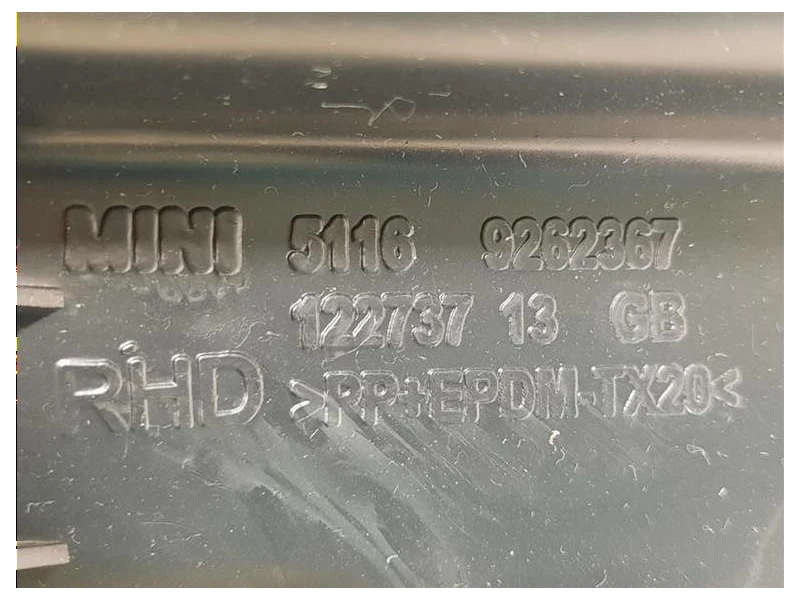 MINI 5116 9262367
122737 13 GB
RHD >PP+EPDM-TX20<